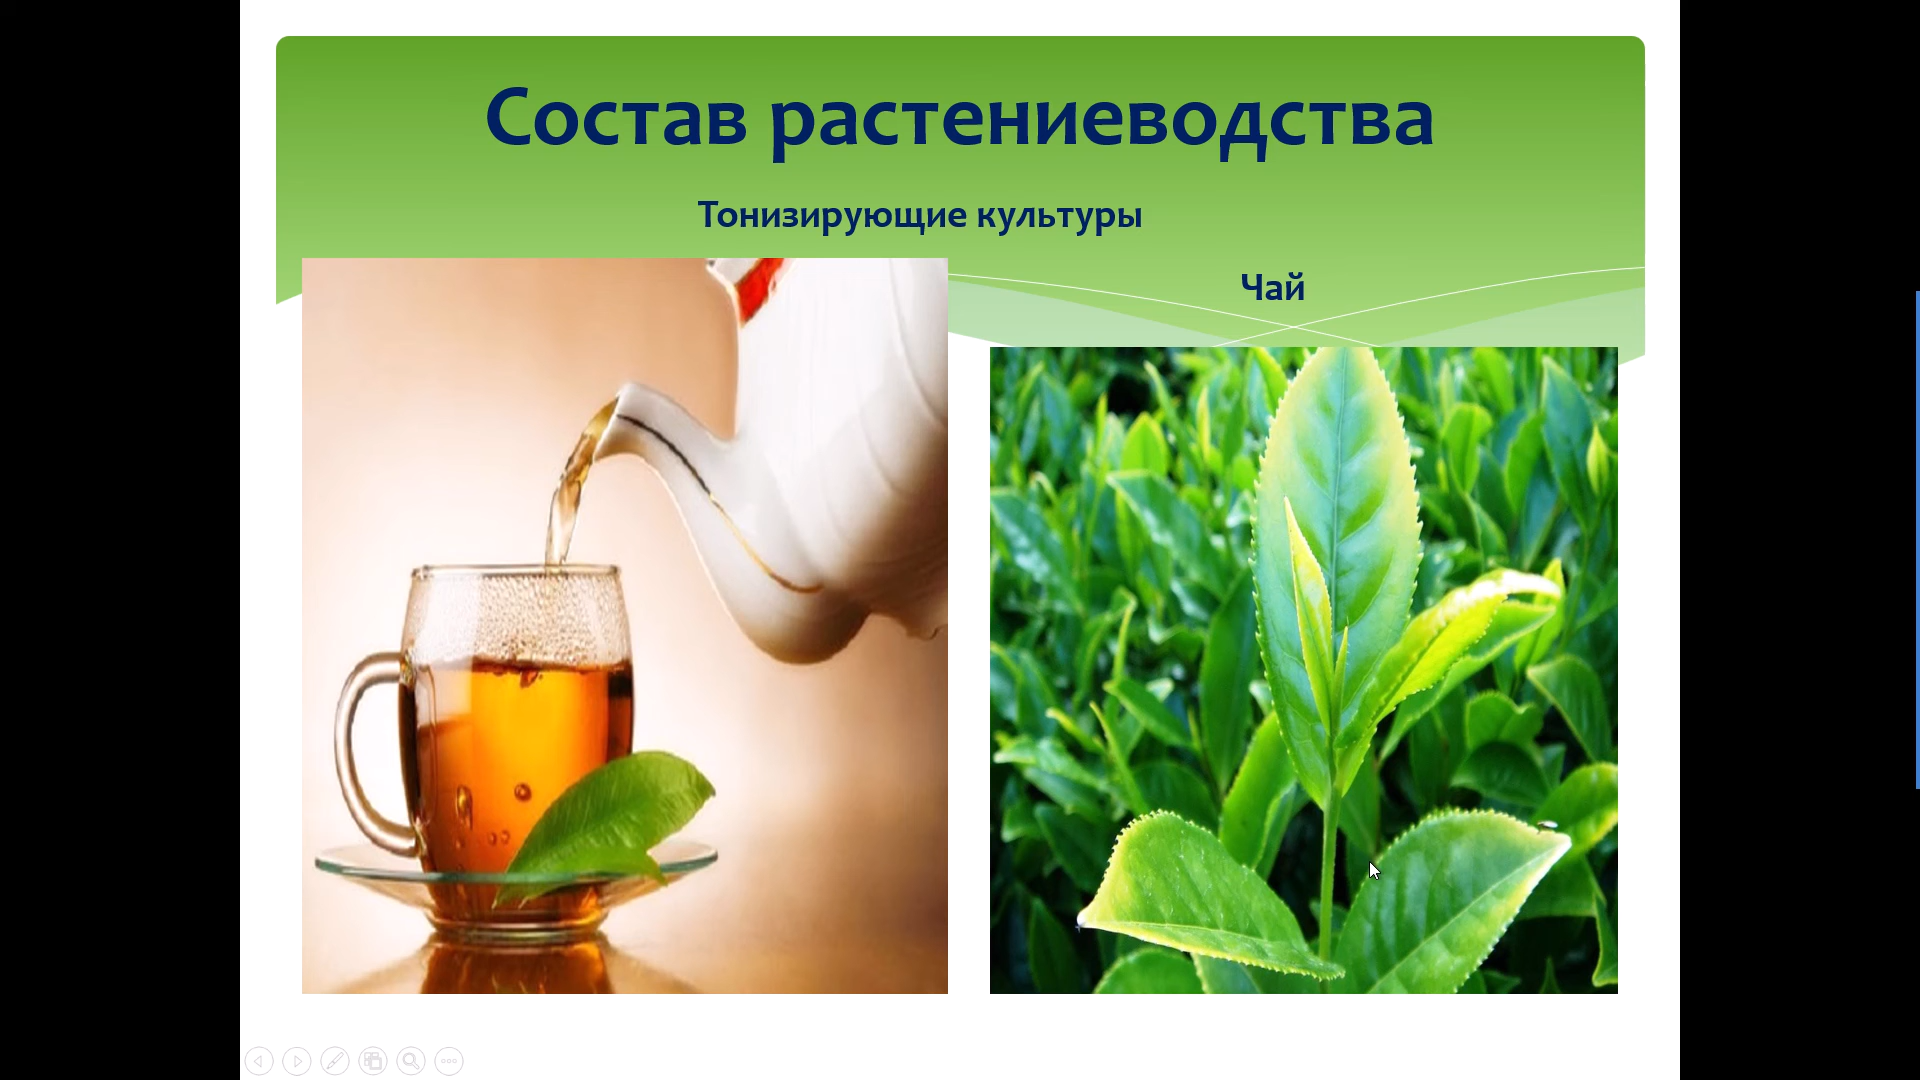 Состав растениеводства
Тонизирующие культуры
Чай